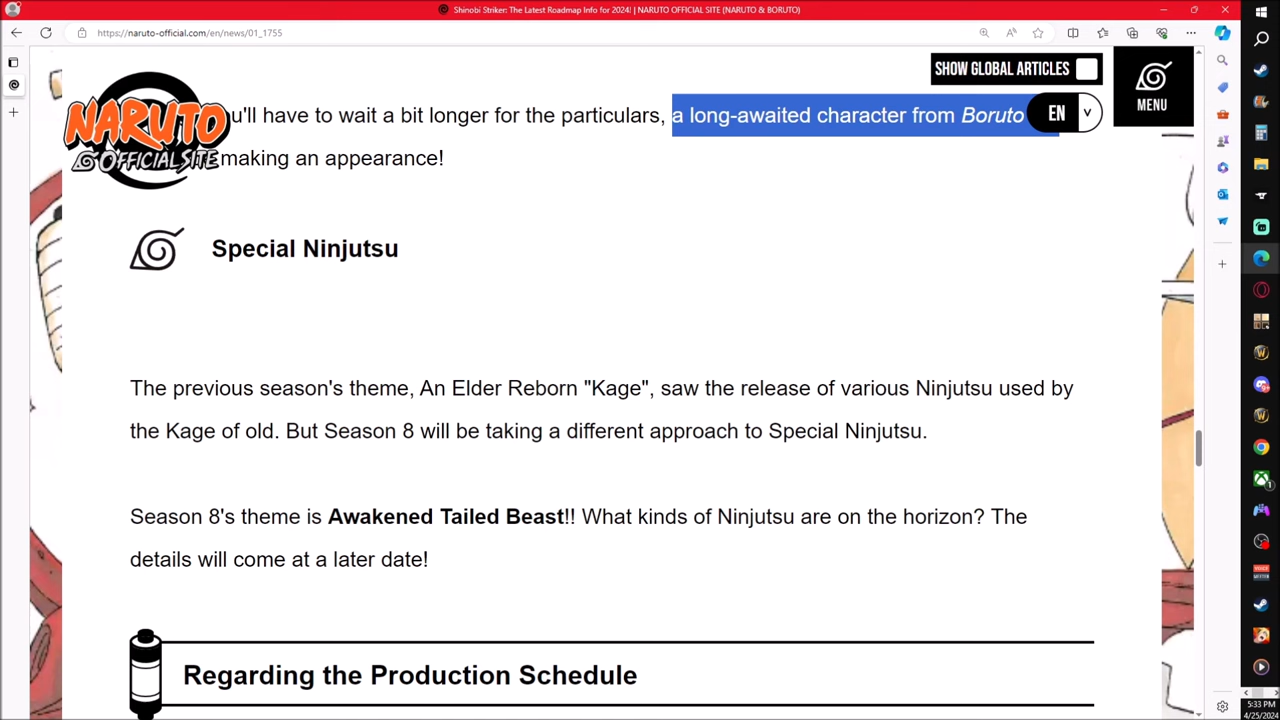 Shinobi Striker: The Latest Roadmap Info for 2024! | NARUTO OFFICIAL SITE (NARUTO & BORUTO)
https://naruto-official.com/en/news/01_1755
SHOW GLOBAL ARTICLES
MENU
EN
NARUTO
OFFICIAL SITE
u'll have to wait a bit longer for the particulars, a long-awaited character from Boruto
making an appearance!
Special Ninjutsu
The previous season's theme, An Elder Reborn "Kage", saw the release of various Ninjutsu used by
the Kage of old. But Season 8 will be taking a different approach to Special Ninjutsu.
Season 8's theme is Awakened Tailed Beast!! What kinds of Ninjutsu are on the horizon? The
details will come at a later date!
Regarding the Production Schedule
5:33 PM
4/25/2024